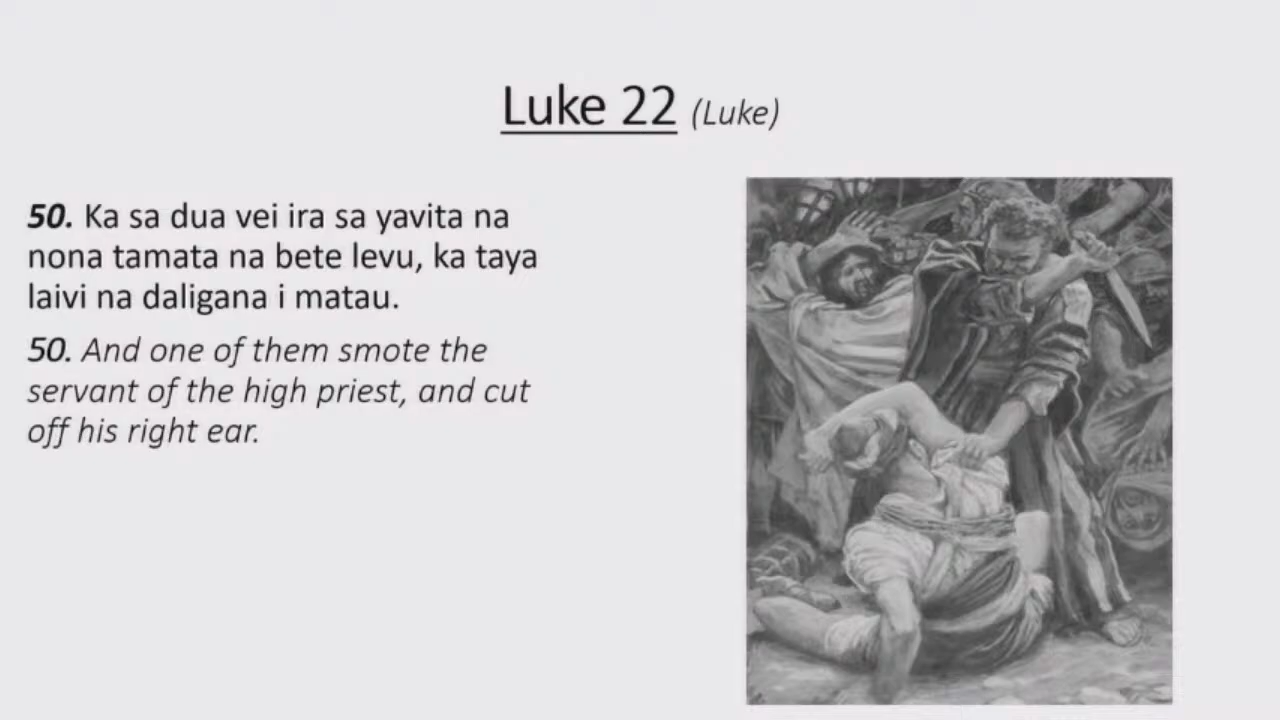 Luke 22 (Luke)
50. Ka sa dua vei ira sa yavita na
nona tamata na bete levu, ka taya
laivi na daligana i matau.
50. And one of them smote the
servant of the high priest, and cut
off his right ear.